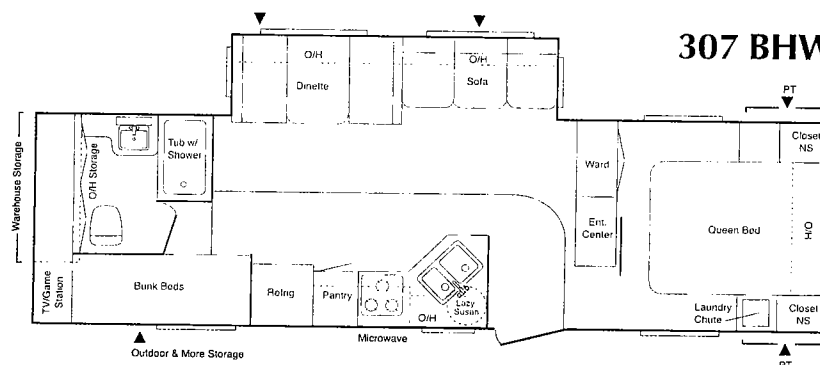 307 BHW
O/H
Dinette
O/H
Sofa
PT
Closet
NS
Warehouse Storage
O/H Storage
Tub w/
Shower
Ward
Ent.
Center
Queen Bed
O/H
TV/Game
Station
Bunk Beds
Refrig
Pantry
O/H
Lazy
Susan
Laundry
Chute
Closet
NS
Microwave
Outdoor & More Storage
PT